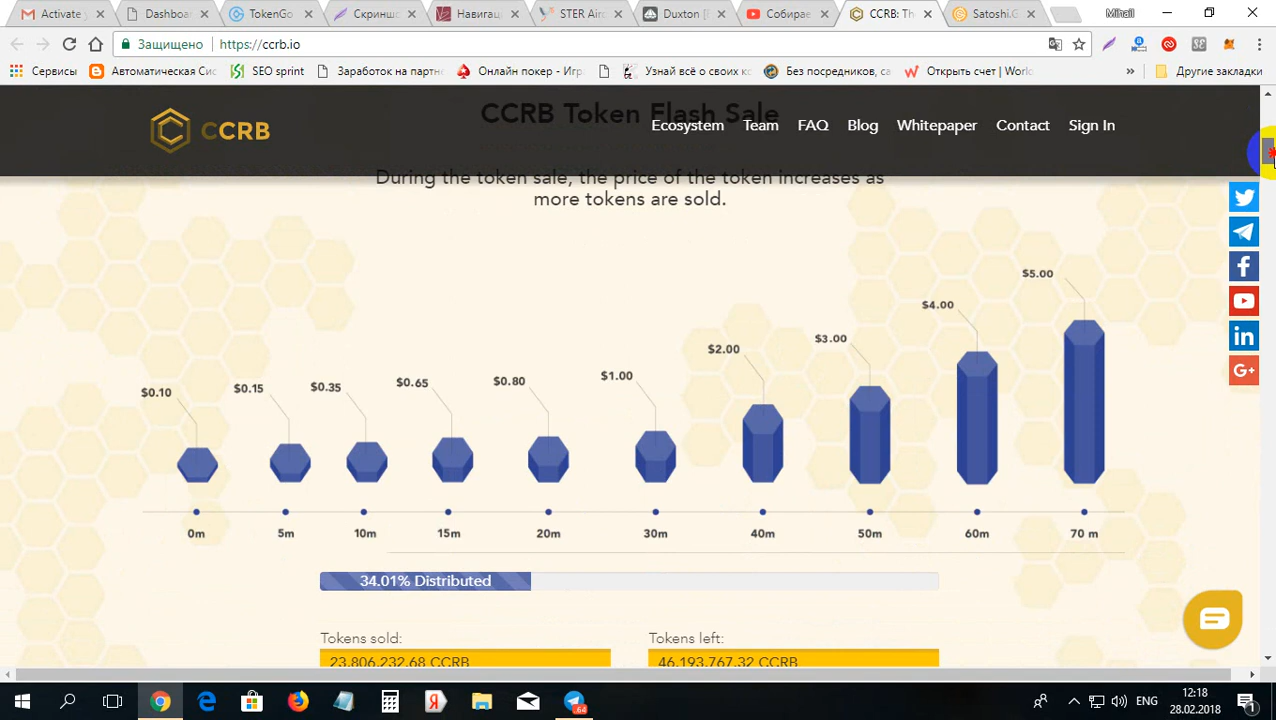 Activate y
Dashboa
TokenGo
Скринши
Навигац
STER Aird
Duxton [
Собирае
CCRB: Th
Satoshi.G
Mihail
Защищено
https://ccrb.io
Сервисы
Автоматическая Сис
SEO sprint
Заработок на партн
Онлайн покер - Игра
Узнай всё о своих ко
Без посредников, са
Открыть счет | World
»
Другие закладки
CCRB Token Flash Sale
CCRB
Ecosystem
Team
FAQ
Blog
Whitepaper
Contact
Sign In
During the token sale, the price of the token increases as
more tokens are sold.
$0.10
$0.15
$0.35
$0.65
$0.80
$1.00
$2.00
$3.00
$4.00
$5.00
0m
5m
10m
15m
20m
30m
40m
50m
60m
70 m
34.01% Distributed
Tokens sold:
Tokens left:
23,806,232.68 CCRB
46,193,767.32 CCRB
ENG
12:18
28.02.2018